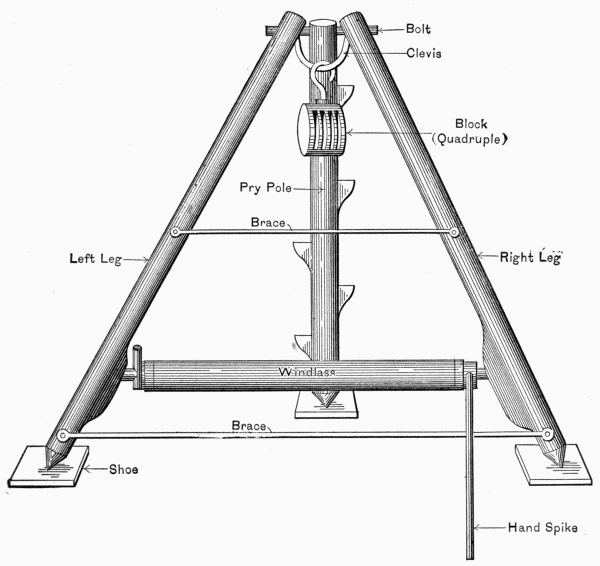 Bolt
Clevis
Block
(Quadruple)
Pry Pole
Brace
Left Leg
Right Leg
Windlass
Brace
Shoe
Hand Spike